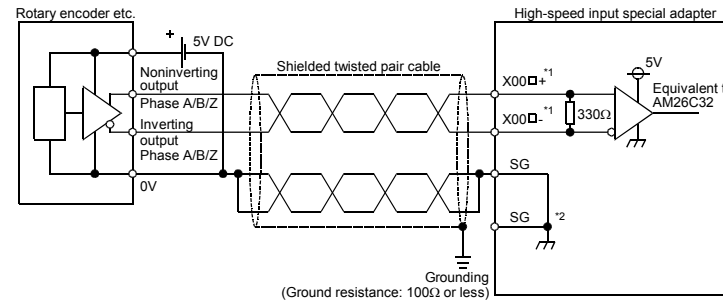 Rotary encoder etc.
High-speed input special adapter
5V DC
Noninverting
output
Phase A/B/Z
Inverting
output
Phase A/B/Z
0V
+
Shielded twisted pair cable
X00□+*1
X00□-*1
330Ω
5V
Equivalent t
AM26C32
SG
SG
*2
Grounding
(Ground resistance: 100Ω or less)